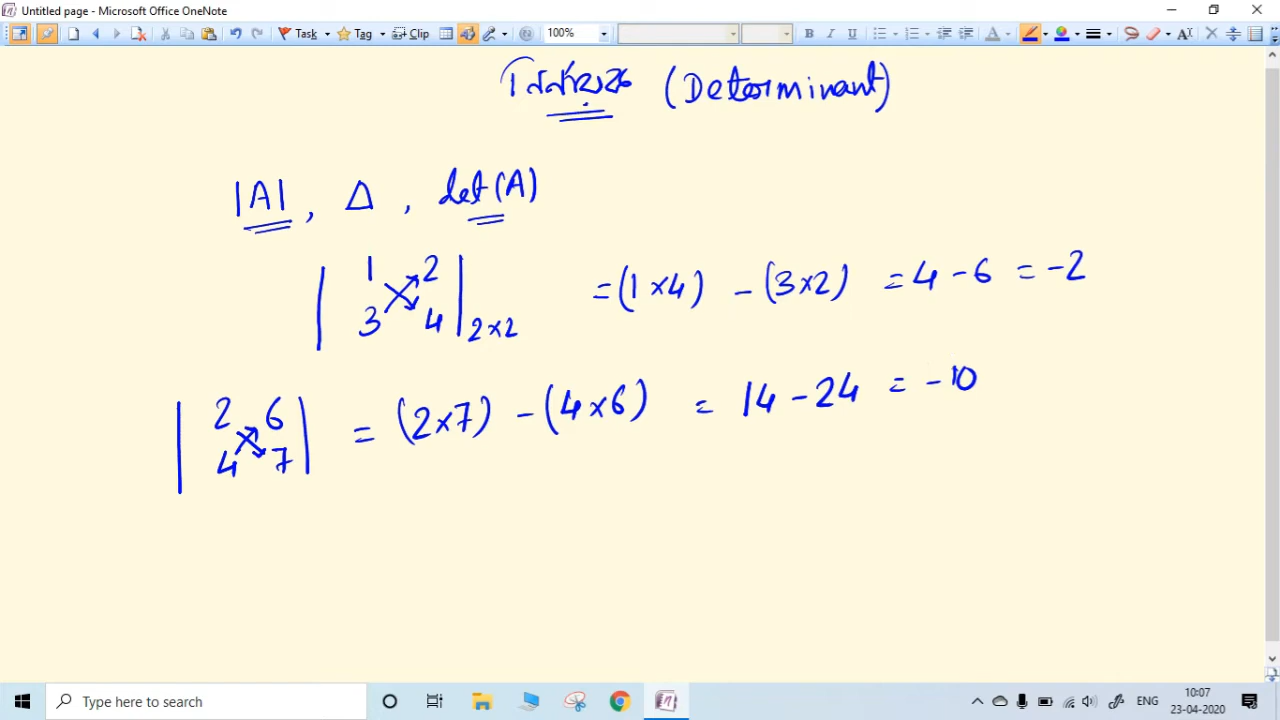 Untitled page - Microsoft Office OneNote
Task Tag Clip 100% B I U
(Determinant)
|A| , Δ , det(A)
| 1 2 | = (1×4) - (3×2) = 4 - 6 = -2
| 3 4 | 2×2
| 2 6 | = (2×7) - (4×6) = 14 - 24 = -10
| 4 7 |
Type here to search
ENG
10:07
23-04-2020